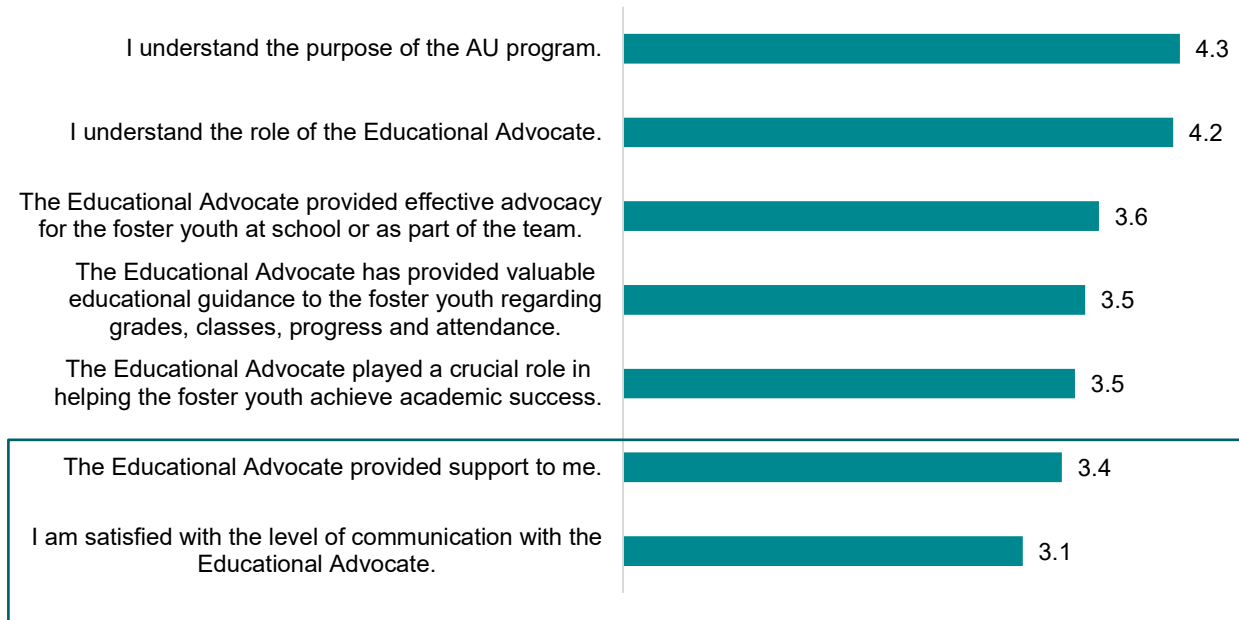 I understand the purpose of the AU program.
4.3
I understand the role of the Educational Advocate.
4.2
The Educational Advocate provided effective advocacy
for the foster youth at school or as part of the team.
3.6
The Educational Advocate has provided valuable
educational guidance to the foster youth regarding
grades, classes, progress and attendance.
3.5
The Educational Advocate played a crucial role in
helping the foster youth achieve academic success.
3.5
The Educational Advocate provided support to me.
3.4
I am satisfied with the level of communication with the
Educational Advocate.
3.1